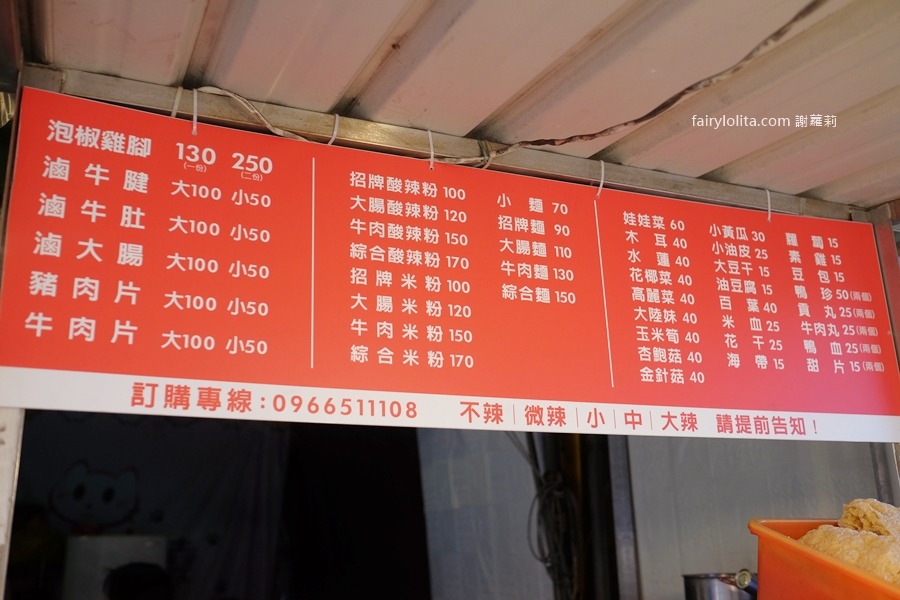 fairylolita.com 謝蘿莉
泡椒雞腳 130(一份) 250(二份)
滷牛腱 大100 小50
滷牛肚 大100 小50
滷大腸 大100 小50
豬肉片 大100 小50
牛肉片 大100 小50
招牌酸辣粉 100
大腸酸辣粉 120
牛肉酸辣粉 150
綜合酸辣粉 170
招牌米粉 100
大腸米粉 120
牛肉米粉 150
綜合米粉 170
小麵 70
招牌麵 90
大腸麵 110
牛肉麵 130
綜合麵 150
娃娃菜 60
木耳 40
水蓮 40
花椰菜 40
高麗菜 40
大陸妹 40
玉米筍 40
杏鮑菇 40
金針菇 40
小黃瓜 30
小油皮 25
大豆干 15
油豆腐 15
百葉 40
米血 25
花干 25
海帶 15
蘿蔔 15
素雞 15
豆包 15
鴨珍 50(兩個)
貢丸 25(兩個)
牛肉丸 25(兩個)
鴨血 25(兩個)
甜片 15(兩個)
訂購專線：0966511108 不辣｜微辣｜小｜中｜大辣 請提前告知！